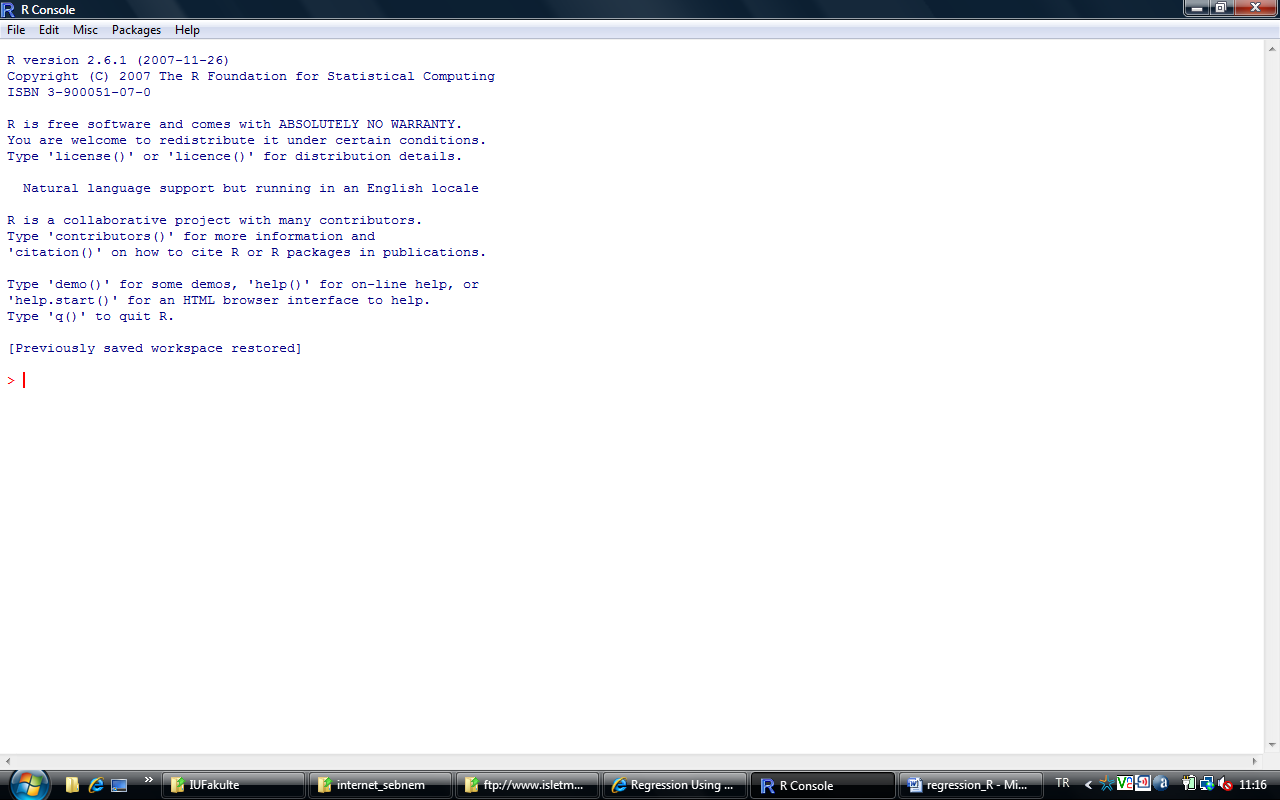 R Console
File Edit Misc Packages Help
R version 2.6.1 (2007-11-26)
Copyright (C) 2007 The R Foundation for Statistical Computing
ISBN 3-900051-07-0
R is free software and comes with ABSOLUTELY NO WARRANTY.
You are welcome to redistribute it under certain conditions.
Type 'license()' or 'licence()' for distribution details.
Natural language support but running in an English locale
R is a collaborative project with many contributors.
Type 'contributors()' for more information and
'citation()' on how to cite R or R packages in publications.
Type 'demo()' for some demos, 'help()' for on-line help, or
'help.start()' for an HTML browser interface to help.
Type 'q()' to quit R.
[Previously saved workspace restored]
>
IUFakulte internet_sebnem ftp://www.isletm... Regression Using ... R Console regression_R - Mi... TR 11:16